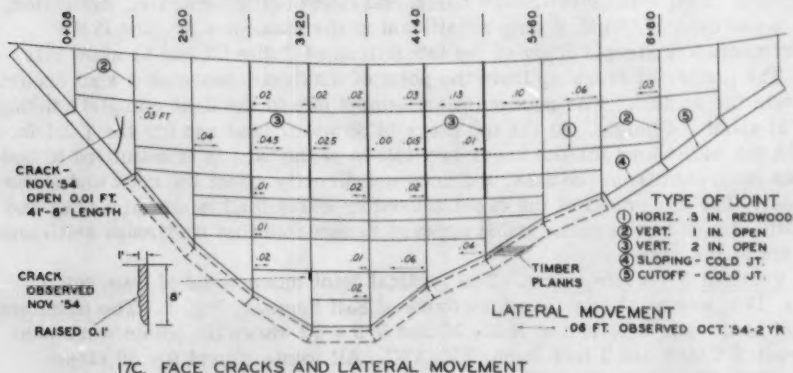 0+08
2+00
3+20
4+40
6+80
②
.03 FT
.02 .02 .02 .03 .13 .10 .06 .03
③ ③ ② ⑤
①
.04 .045 .025 .00 .015 .01
④
CRACK-
NOV. '54
OPEN 0.01 FT.
41'-6" LENGTH
.01 .02 .02
.01
.02 .01 .06 .04
.02
1'
8'
CRACK
OBSERVED
NOV. '54
RAISED 0.1'
TIMBER
PLANKS
TYPE OF JOINT
① HORIZ. .5 IN. REDWOOD
② VERT. 1 IN. OPEN
③ VERT. 2 IN. OPEN
④ SLOPING - COLD JT.
⑤ CUTOFF - COLD JT.
LATERAL MOVEMENT
.06 FT. OBSERVED OCT. '54-2 YR
17C. FACE CRACKS AND LATERAL MOVEMENT